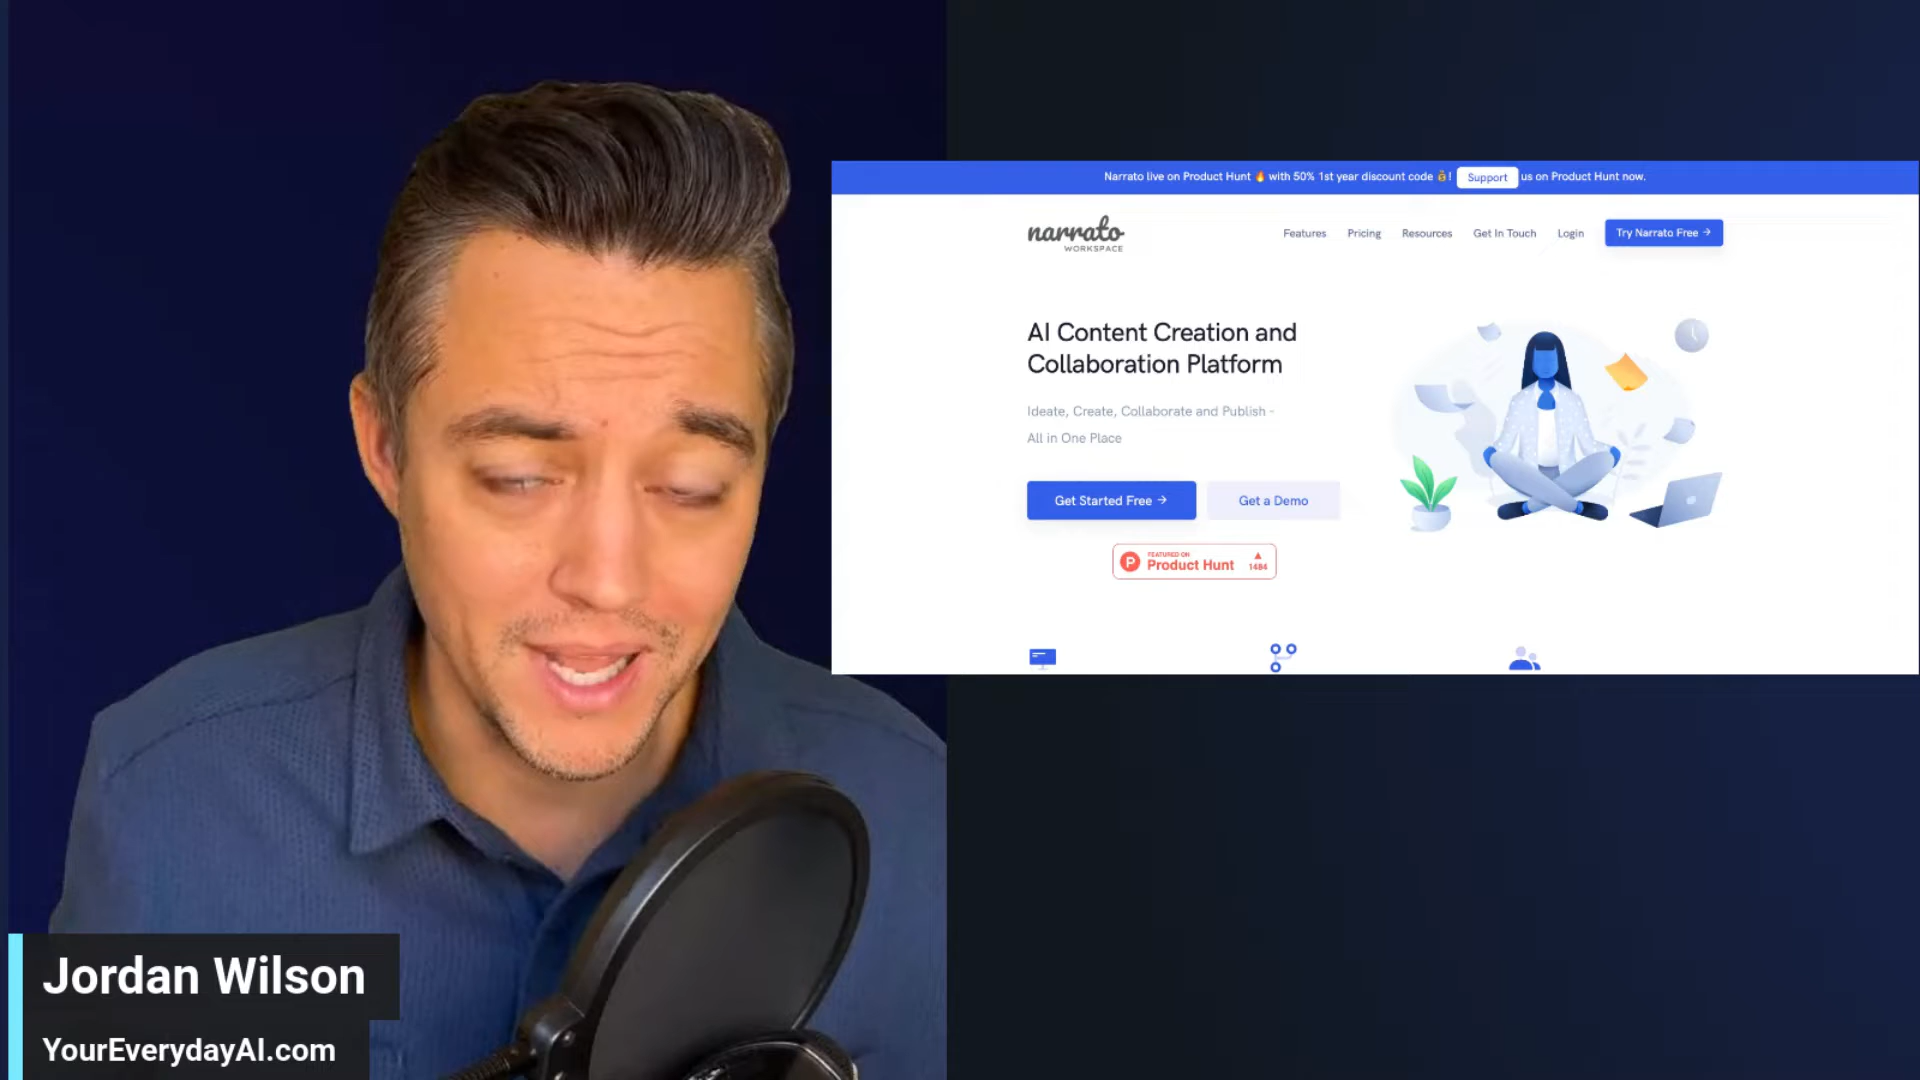 Narrato live on Product Hunt 🔥 with 50% 1st year discount code 💰! Support us on Product Hunt now.
narrato
WORKSPACE
Features Pricing Resources Get In Touch Login Try Narrato Free →
AI Content Creation and
Collaboration Platform
Ideate, Create, Collaborate and Publish -
All in One Place
Get Started Free → Get a Demo
P
FEATURED ON
Product Hunt
▲
1484
Jordan Wilson
YourEverydayAI.com